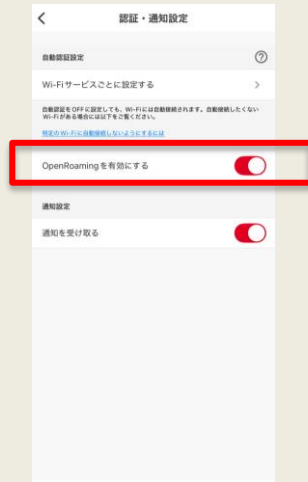 認証・通知設定
自動認証設定
Wi-Fiサービスごとに設定する
自動認証をOFFに設定しても、Wi-Fiには自動接続されます。自動接続したくない
Wi-Fiがある場合には以下をご覧ください。
特定のWi-Fiに自動接続しないようにするには
OpenRoamingを有効にする
通知設定
通知を受け取る